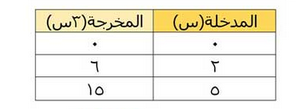 المدخلة(س) المخرجة(٣س)
٠ ٠
٢ ٦
٥ ١٥